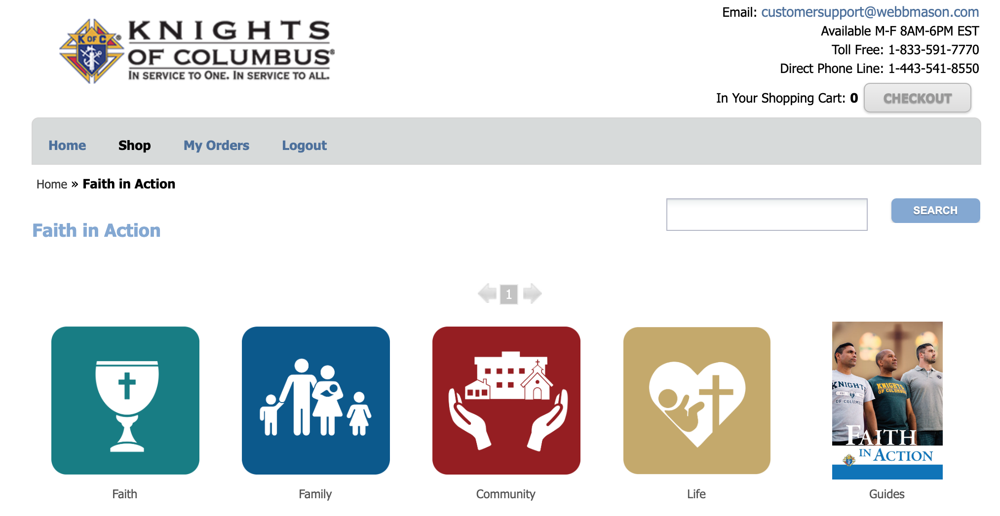 K OF C
KNIGHTS
OF COLUMBUS®
IN SERVICE TO ONE. IN SERVICE TO ALL.
Email: customersupport@webbmason.com
Available M-F 8AM-6PM EST
Toll Free: 1-833-591-7770
Direct Phone Line: 1-443-541-8550
In Your Shopping Cart: 0 CHECKOUT
Home Shop My Orders Logout
Home » Faith in Action
SEARCH
Faith in Action
1
KNIGHTS
OF COLUMBUS
KNIGHTS
OF COLUMBUS
FAITH
IN ACTION
Faith Family Community Life Guides